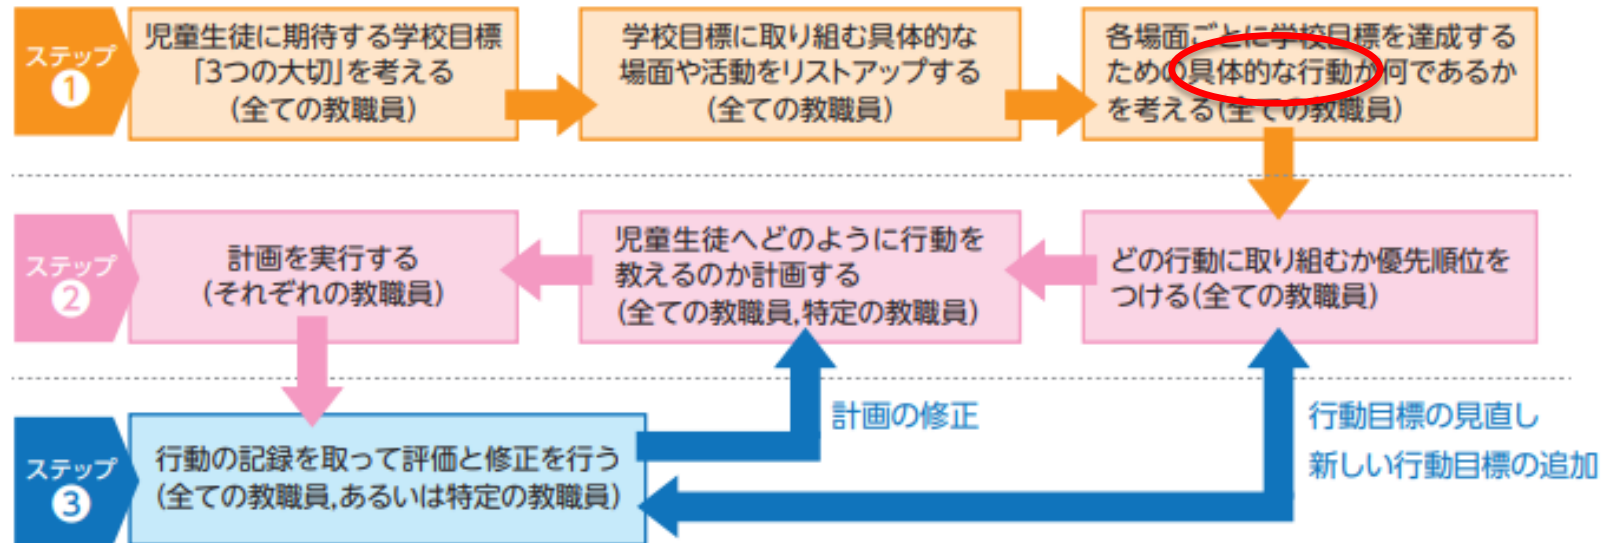 ステップ
1
児童生徒に期待する学校目標
「3つの大切」を考える
(全ての教職員)
学校目標に取り組む具体的な
場面や活動をリストアップする
(全ての教職員)
各場面ごとに学校目標を達成する
ための具体的な行動が何であるか
を考える(全ての教職員)
ステップ
2
計画を実行する
(それぞれの教職員)
児童生徒へどのように行動を
教えるのか計画する
(全ての教職員,特定の教職員)
どの行動に取り組むか優先順位を
つける(全ての教職員)
ステップ
3
行動の記録を取って評価と修正を行う
(全ての教職員,あるいは特定の教職員)
計画の修正
行動目標の見直し
新しい行動目標の追加